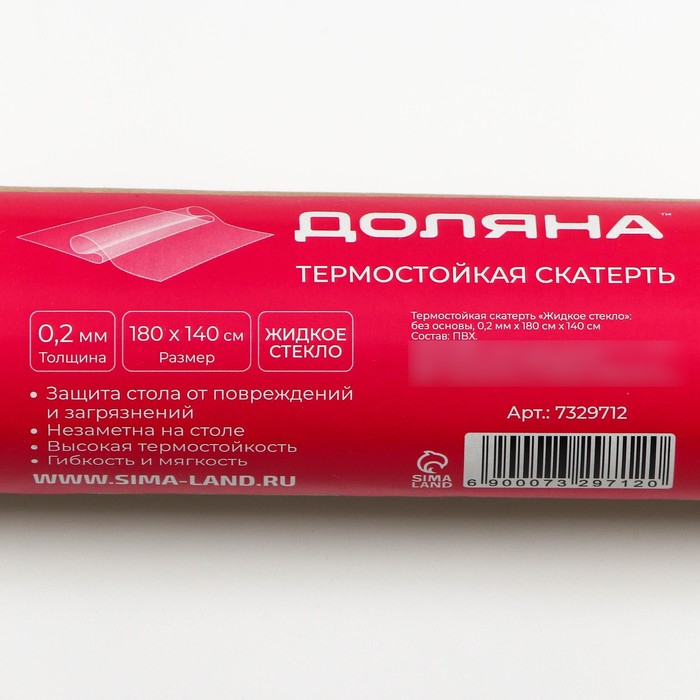 ДОЛЯНА™
ТЕРМОСТОЙКАЯ СКАТЕРТЬ
0,2 мм
Толщина
180 х 140 см
Размер
ЖИДКОЕ
СТЕКЛО
• Защита стола от повреждений
и загрязнений
• Незаметна на столе
• Высокая термостойкость
• Гибкость и мягкость
WWW.SIMA-LAND.RU
Термостойкая скатерть «Жидкое стекло»:
без основы, 0,2 мм х 180 см х 140 см
Состав: ПВХ.
Арт.: 7329712
SIMA
LAND
6 900073 297120